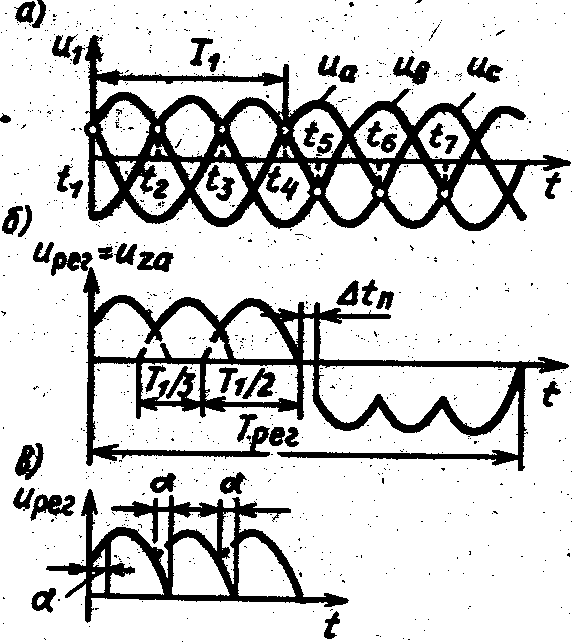 а)
u₁ T₁ uₐ uв uc
t₁ t₂ t₃ t₄ t₅ t₆ t₇ t
б)
uрег = uza
Δtп
T₁/3 T₁/2 t
Tрег
в)
uрег α α
α t